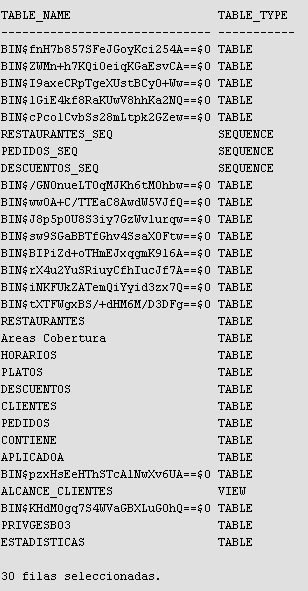 TABLE_NAME TABLE_TYPE
------------------------------ -----------
BIN$fnH7b857SFeJGoyKci254A==$0 TABLE
BIN$ZWMn+h7KQi0eiqKGaEsvCA==$0 TABLE
BIN$I9axeCRpTgeXUstBCy0+Ww==$0 TABLE
BIN$lGiE4kf8RaKUwV8hhKa2NQ==$0 TABLE
BIN$cPcolCvbSs28mLtpk2GZew==$0 TABLE
RESTAURANTES_SEQ SEQUENCE
PEDIDOS_SEQ SEQUENCE
DESCUENTOS_SEQ SEQUENCE
BIN$/GN0nueLT0qMJKh6tM0hbw==$0 TABLE
BIN$ww0A+C/TTEaC8AwdW5VJfQ==$0 TABLE
BIN$J8p5p0U8S3iy7GzWvlurqw==$0 TABLE
BIN$sw9SGaBBTfGhv4SsaX0Ftw==$0 TABLE
BIN$BIPiZd+oTHmEJxqgmK9l6A==$0 TABLE
BIN$rX4u2YuSRiuyCfhIucJf7A==$0 TABLE
BIN$iNKFUkZATemQiYyid3zx7Q==$0 TABLE
BIN$tXTFWgxBS/+dHM6M/D3DFg==$0 TABLE
RESTAURANTES TABLE
Areas Cobertura TABLE
HORARIOS TABLE
PLATOS TABLE
DESCUENTOS TABLE
CLIENTES TABLE
PEDIDOS TABLE
CONTIENE TABLE
APLICADOA TABLE
BIN$pzxHsEeHThSTcAlNwXv6UA==$0 TABLE
ALCANCE_CLIENTES VIEW
BIN$KHdM0gq7S4WVaGBXLuG0hQ==$0 TABLE
PRIVGESB03 TABLE
ESTADISTICAS TABLE
30 filas seleccionadas.